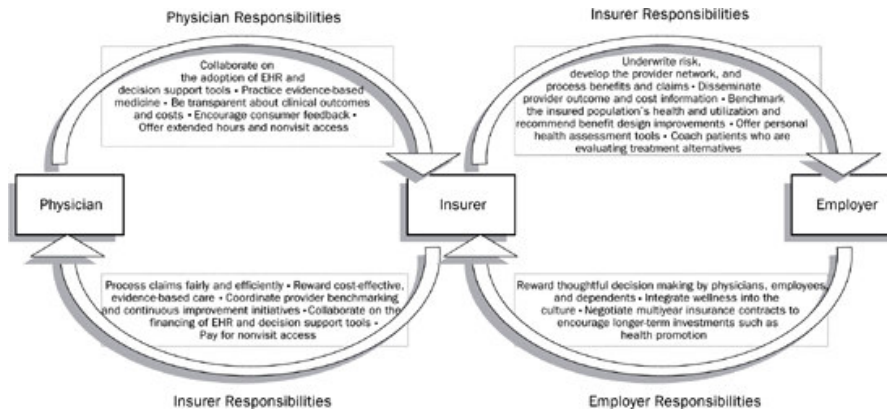 Physician Responsibilities
Insurer Responsibilities
Collaborate on
the adoption of EHR and
decision support tools • Practice evidence-based
medicine • Be transparent about clinical outcomes
and costs • Encourage consumer feedback •
Offer extended hours and nonvisit access
Underwrite risk,
develop the provider network, and
process benefits and claims • Disseminate
provider outcome and cost information • Benchmark
the insured population's health and utilization and
recommend benefit design improvements • Offer personal
health assessment tools • Coach patients who are
evaluating treatment alternatives
Physician
Insurer
Employer
Process claims fairly and efficiently • Reward cost-effective,
evidence-based care • Coordinate provider benchmarking
and continuous improvement initiatives • Collaborate on the
financing of EHR and decision support tools •
Pay for nonvisit access
Reward thoughtful decision making by physicians, employees,
and dependents • Integrate wellness into the
culture • Negotiate multiyear insurance contracts to
encourage longer-term investments such as
health promotion
Insurer Responsibilities
Employer Responsibilities